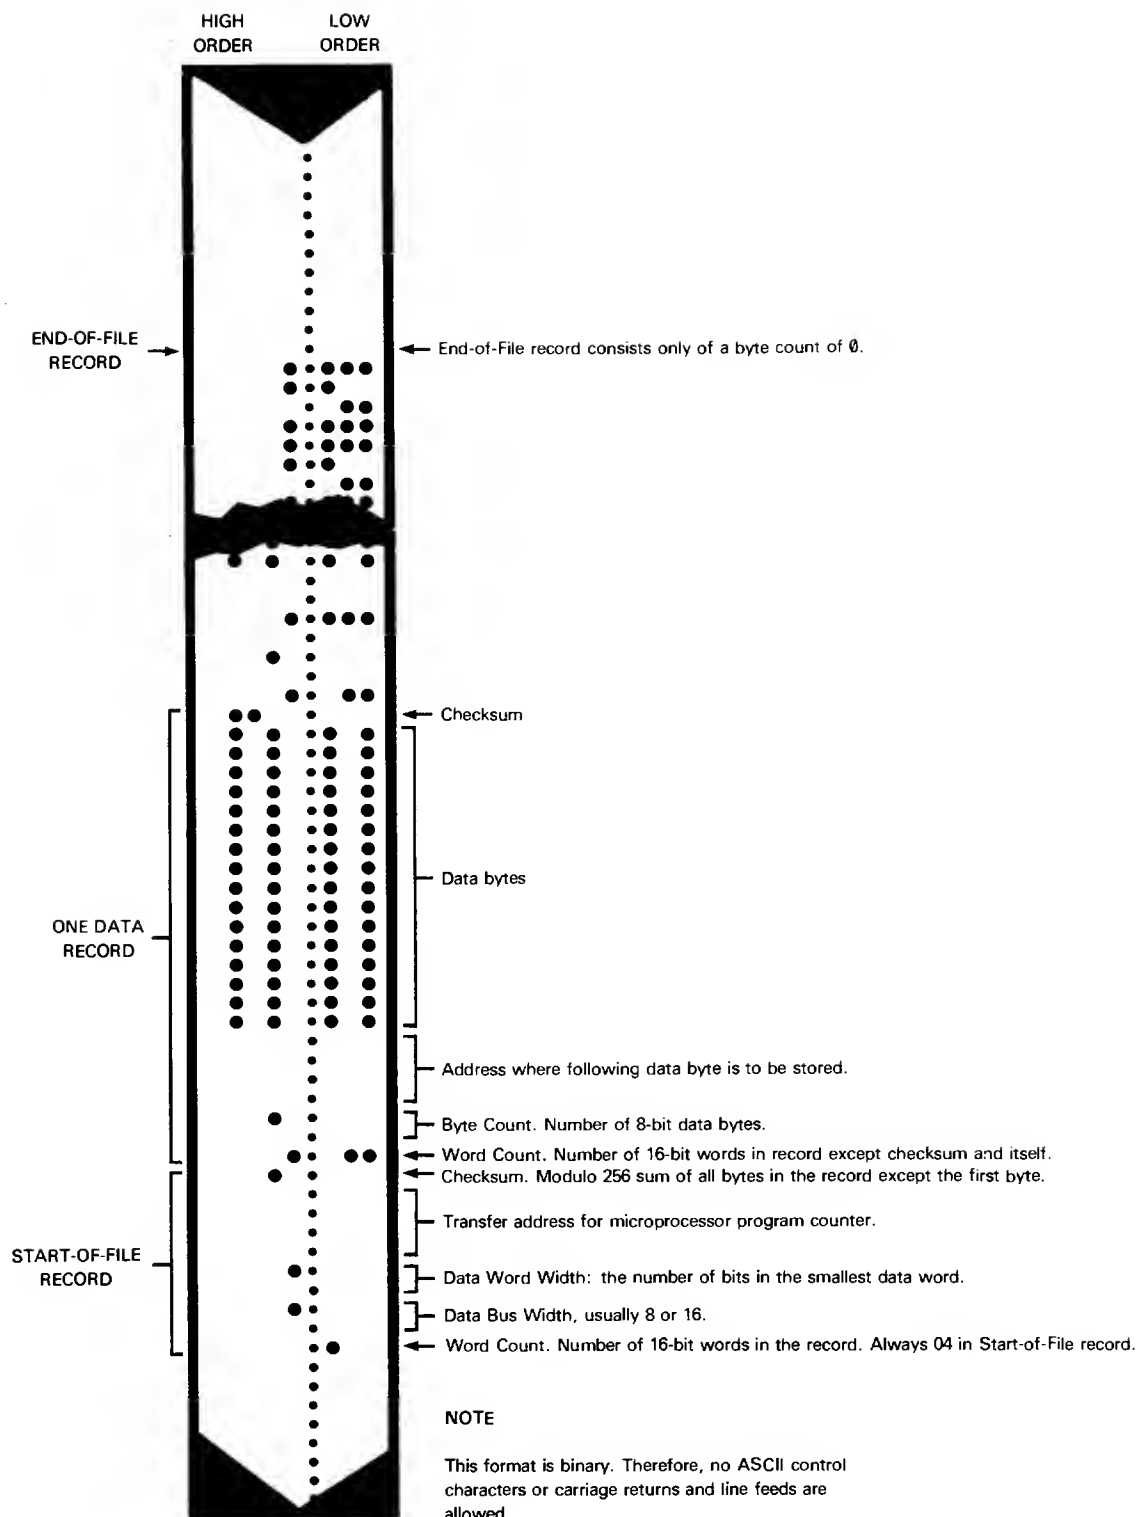 HIGH ORDER
LOW ORDER
END-OF-FILE RECORD
End-of-File record consists only of a byte count of 0.
Checksum
Data bytes
ONE DATA RECORD
Address where following data byte is to be stored.
Byte Count. Number of 8-bit data bytes.
Word Count. Number of 16-bit words in record except checksum and itself.
Checksum. Modulo 256 sum of all bytes in the record except the first byte.
Transfer address for microprocessor program counter.
START-OF-FILE RECORD
Data Word Width: the number of bits in the smallest data word.
Data Bus Width, usually 8 or 16.
Word Count. Number of 16-bit words in the record. Always 04 in Start-of-File record.
NOTE
This format is binary. Therefore, no ASCII control
characters or carriage returns and line feeds are
allowed